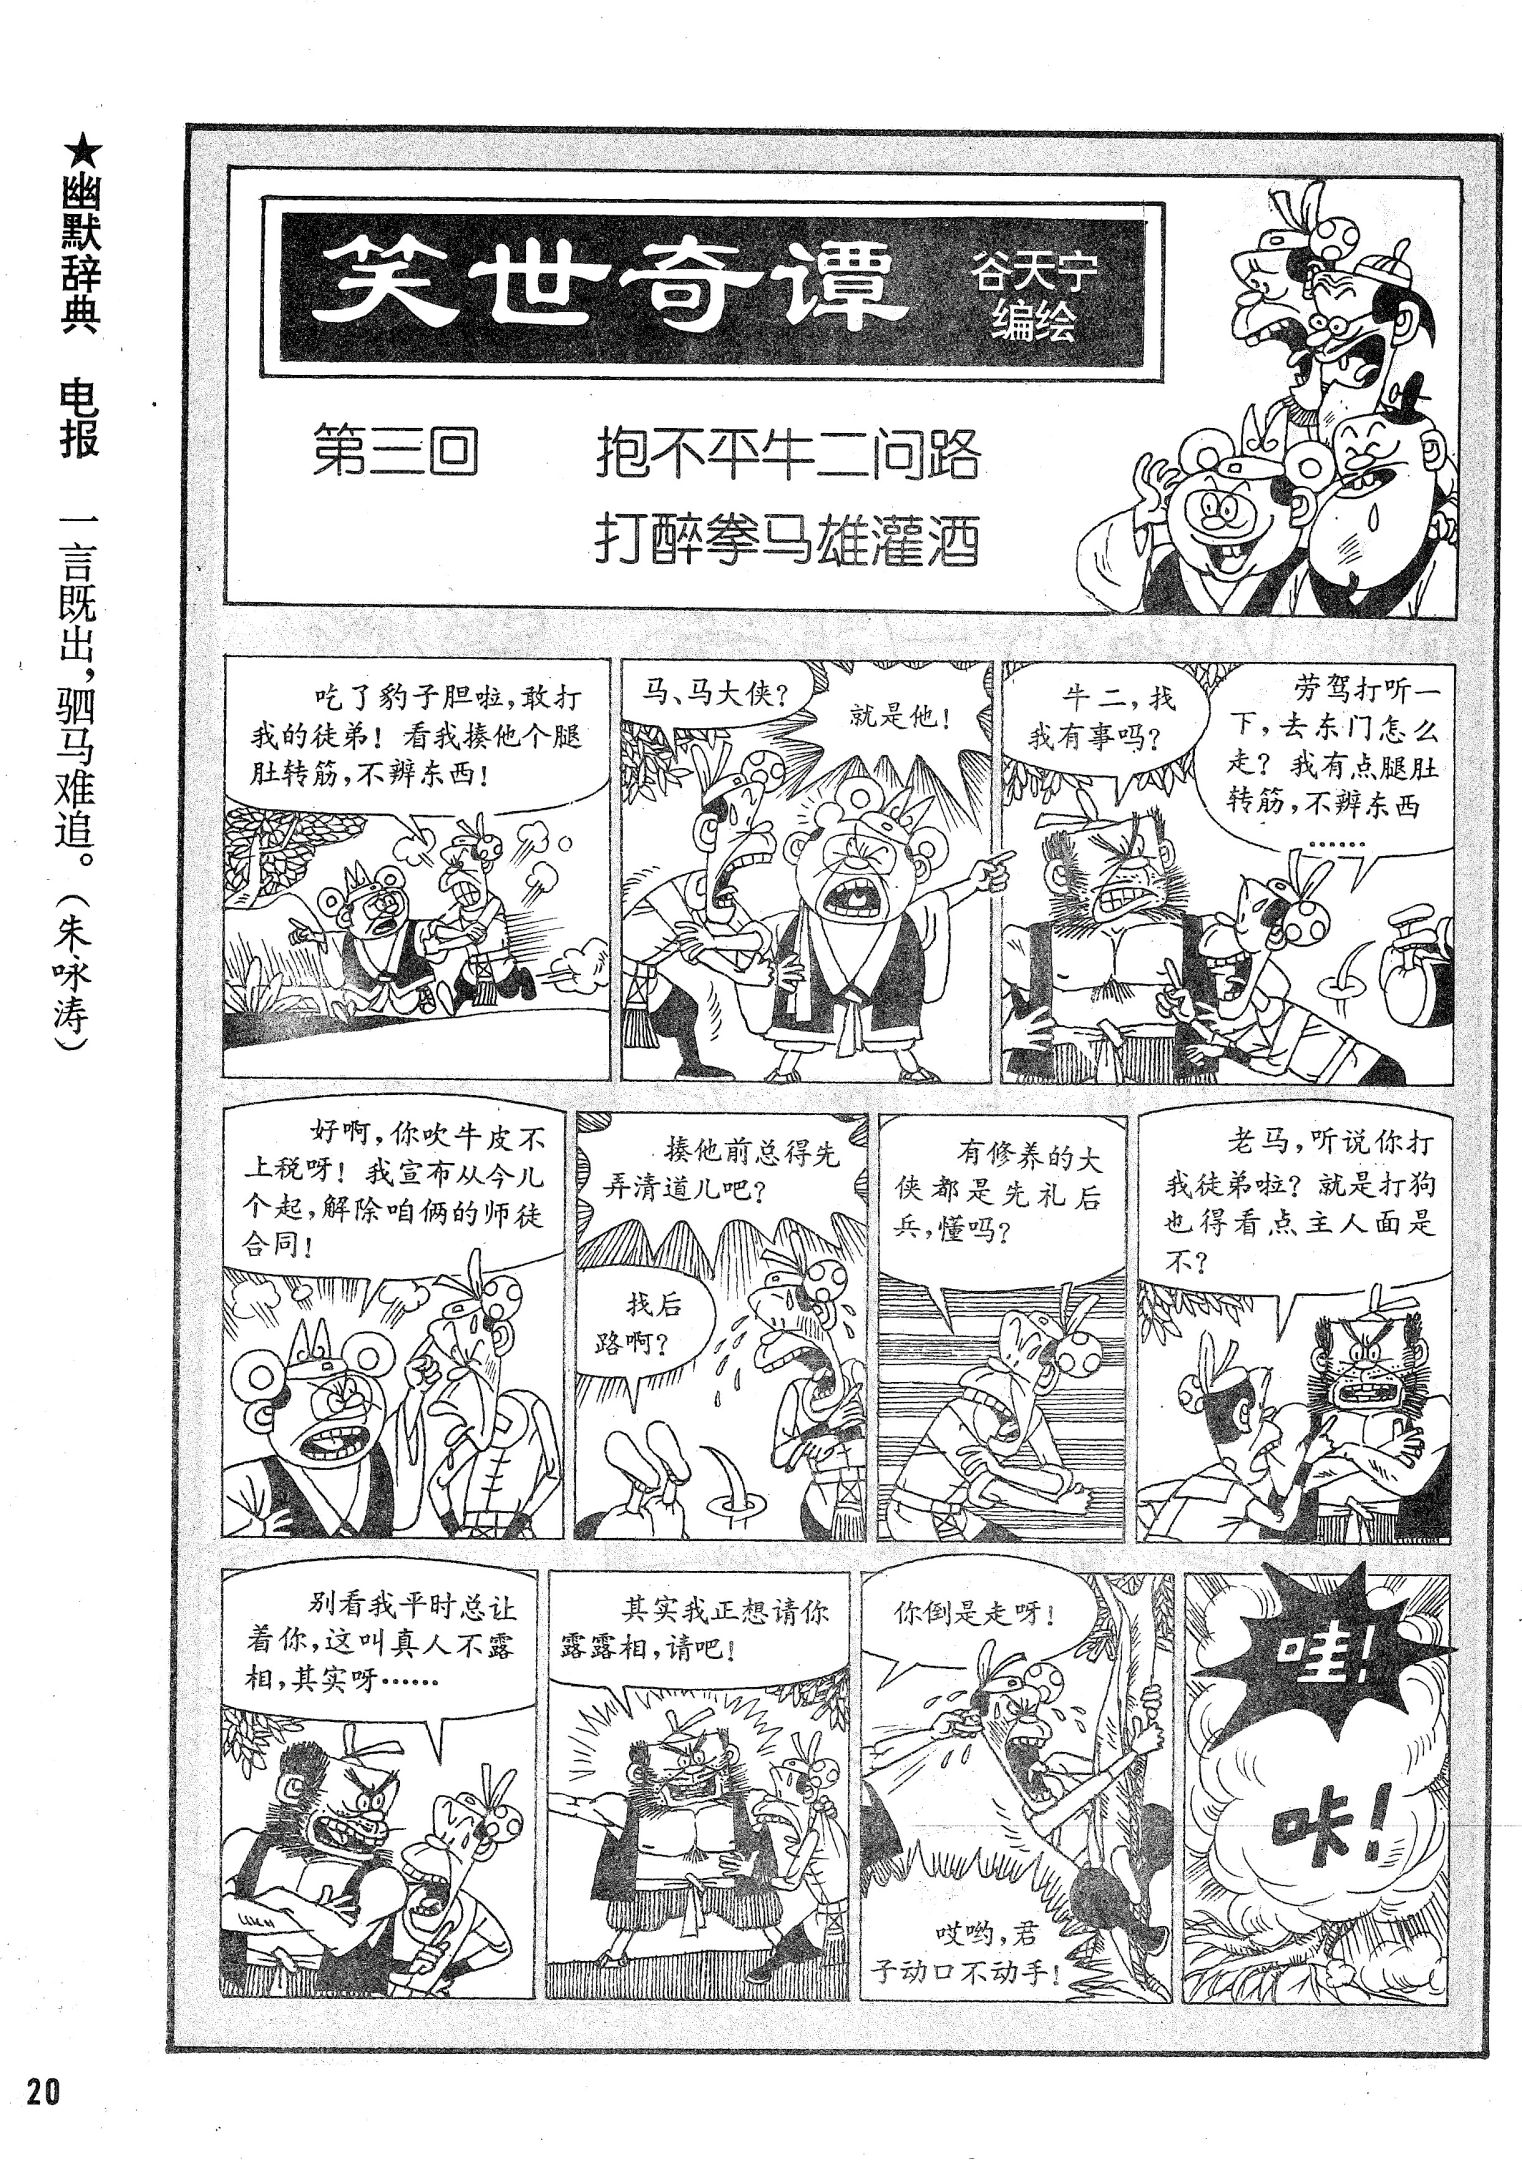 ★幽默辞典 电报 一言既出，驷马难追。（朱咏涛）
笑世奇谭
谷天宁
编绘
第三回 抱不平牛二问路
打醉拳马雄灌酒
吃了豹子胆啦，敢打
我的徒弟！看我揍他个腿
肚转筋，不辨东西！
马、马大侠？
就是他！
牛二，找
我有事吗？
劳驾打听一
下，去东门怎么
走？我有点腿肚
转筋，不辨东西
……
好啊，你吹牛皮不
上税呀！我宣布从今儿
个起，解除咱俩的师徒
合同！
揍他前总得先
弄清道儿吧？
找后
路啊？
有修养的大
侠都是先礼后
兵，懂吗？
老马，听说你打
我徒弟啦？就是打狗
也得看点主人面是
不？
别看我平时总让
着你，这叫真人不露
相，其实呀……
其实我正想请你
露露相，请吧！
你倒是走呀！
哎哟，君
子动口不动手！
哇！
咔！
20